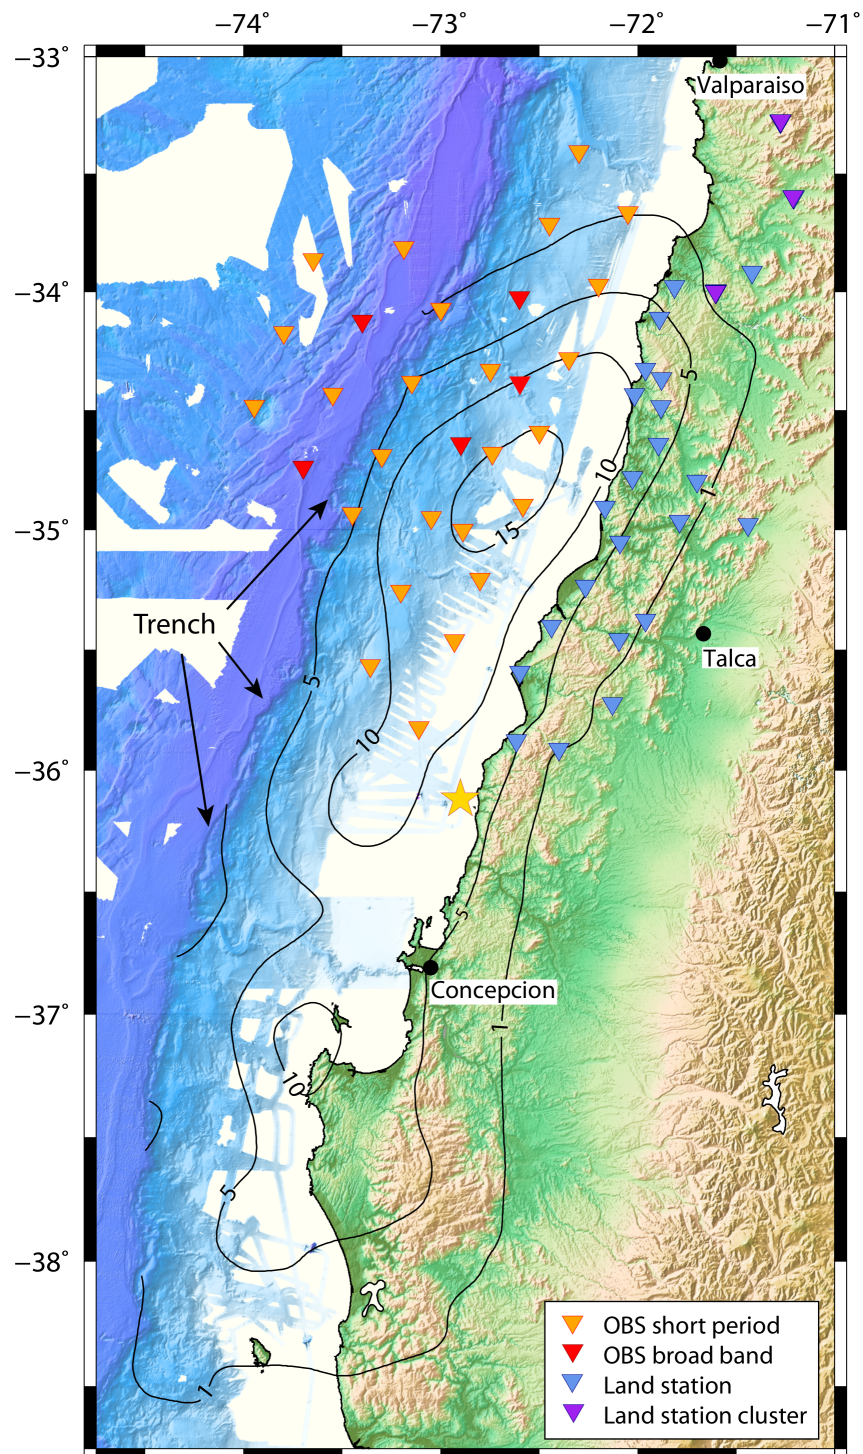 −74° −73° −72° −71°
−33°
Valparaiso
−34°
5
10
1
−35°
15
Trench
Talca
5
10
−36°
5
Concepcion
−37°
1
10
5
−38°
1
OBS short period
OBS broad band
Land station
Land station cluster